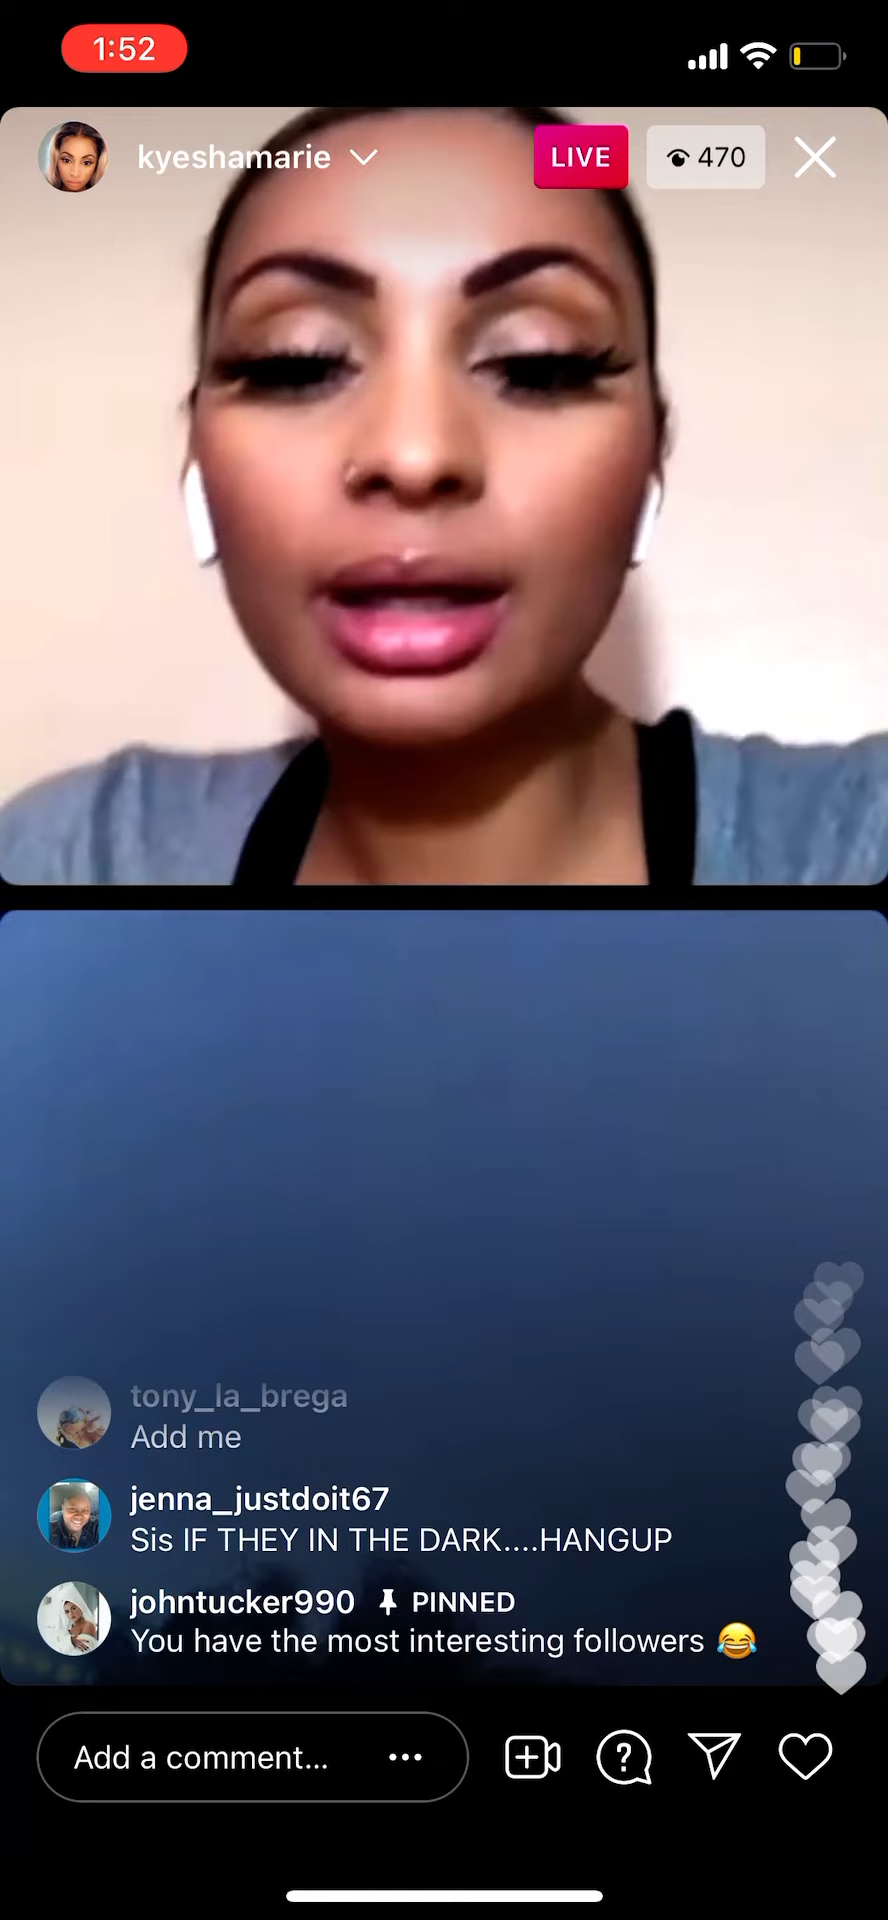 1:52
kyeshamarie
LIVE
470
tony_la_brega
Add me
jenna_justdoit67
Sis IF THEY IN THE DARK....HANGUP
johntucker990 PINNED
You have the most interesting followers 😂
Add a comment...